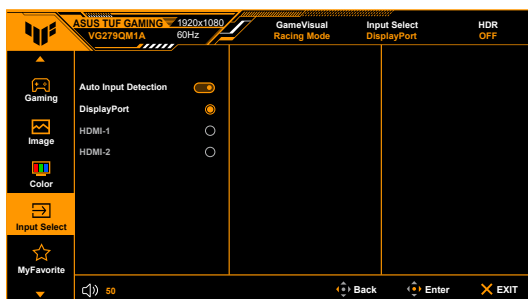 ASUS TUF GAMING 1920x1080 GameVisual Input Select HDR
VG279QM1A 60Hz Racing Mode DisplayPort OFF
Gaming
Image
Color
Input Select
MyFavorite
Auto Input Detection
DisplayPort
HDMI-1
HDMI-2
50 Back Enter EXIT